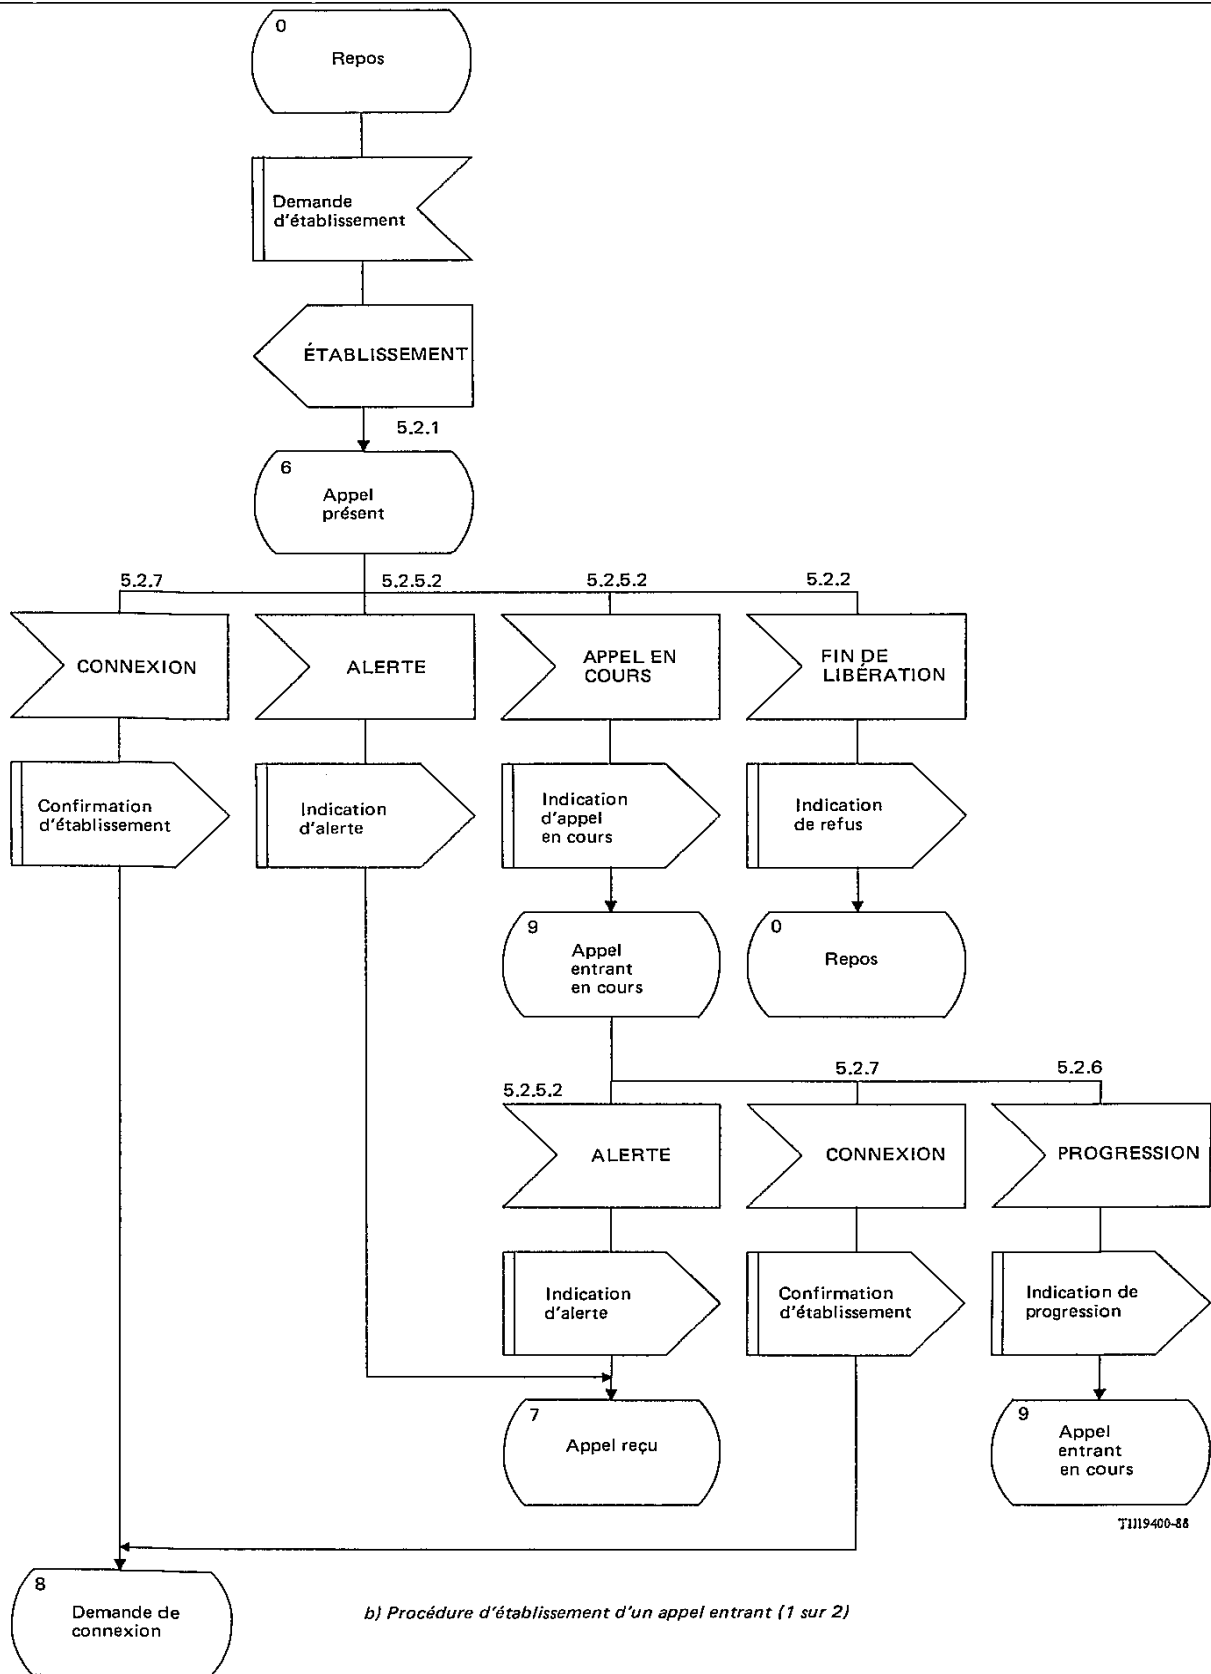 0
Repos
Demande
d'établissement
ÉTABLISSEMENT
5.2.1
6
Appel
présent
5.2.7
5.2.5.2
5.2.5.2
5.2.2
CONNEXION
ALERTE
APPEL EN
COURS
FIN DE
LIBÉRATION
Confirmation
d'établissement
Indication
d'alerte
Indication
d'appel
en cours
Indication
de refus
9
Appel
entrant
en cours
0
Repos
5.2.5.2
5.2.7
5.2.6
ALERTE
CONNEXION
PROGRESSION
Indication
d'alerte
Confirmation
d'établissement
Indication de
progression
7
Appel reçu
9
Appel
entrant
en cours
T1119400-88
8
Demande de
connexion
b) Procédure d'établissement d'un appel entrant (1 sur 2)